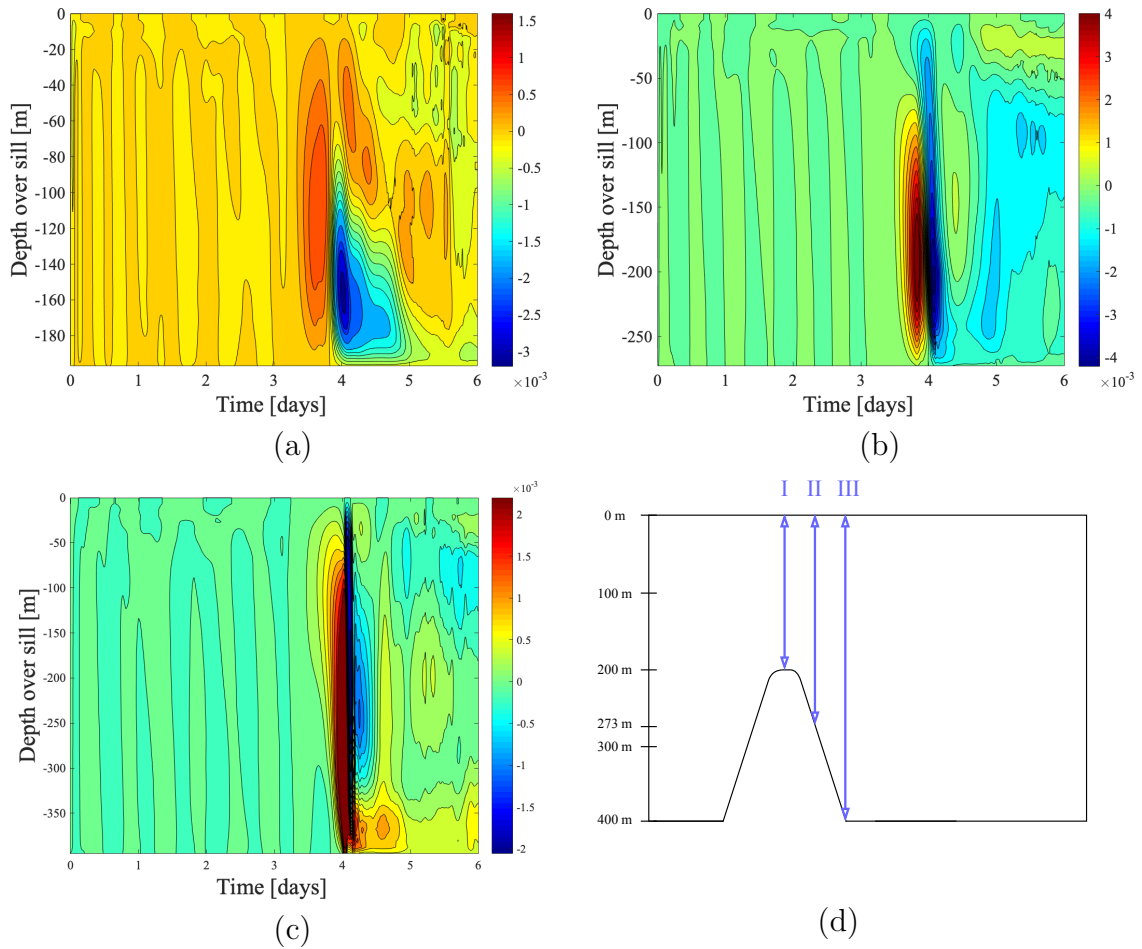 0
-20
-40
-60
-80
-100
-120
-140
-160
-180
Depth over sill [m]
0 1 2 3 4 5 6
Time [days]
1.5
1
0.5
0
-0.5
-1
-1.5
-2
-2.5
-3
×10⁻³
(a)
0
-50
-100
-150
-200
-250
Depth over sill [m]
0 1 2 3 4 5 6
Time [days]
4
3
2
1
0
-1
-2
-3
-4
×10⁻³
(b)
0
-50
-100
-150
-200
-250
-300
-350
Depth over sill [m]
0 1 2 3 4 5 6
Time [days]
×10⁻³
2
1.5
1
0.5
0
-0.5
-1
-1.5
-2
(c)
I II III
0 m
100 m
200 m
273 m
300 m
400 m
(d)